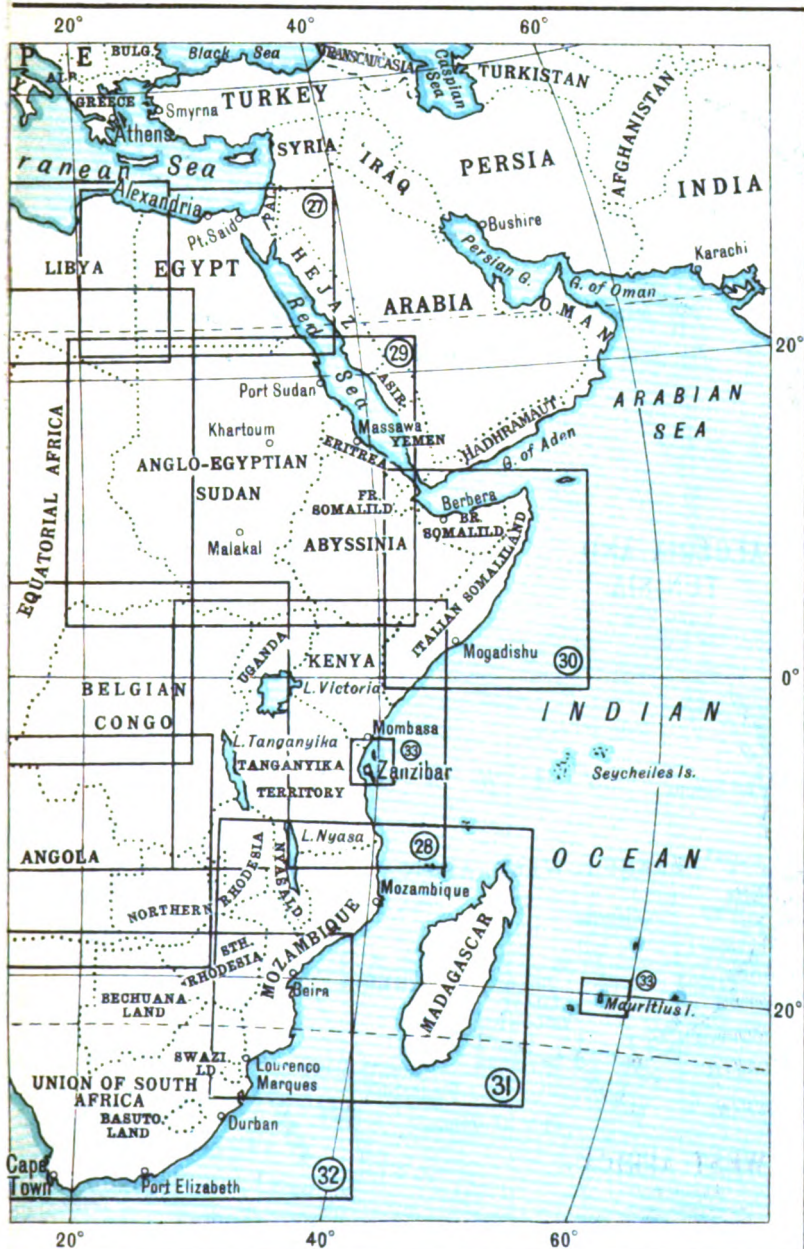 20° 40° 60°
P E
BULG.
Black Sea
TRANSCAUCASIA
Caspian Sea
TURKISTAN
ALB.
GREECE
Smyrna
TURKEY
Athens
SYRIA
IRAQ
PERSIA
AFGHANISTAN
INDIA
ranean Sea
Alexandria
Pt. Said
PAL.
27
Bushire
Karachi
LIBYA
EGYPT
HEJAZ
Persian G.
G. of Oman
Red Sea
ARABIA
OMAN
20°
29
ASIR
Port Sudan
ARABIAN
SEA
Khartoum
Massawa
YEMEN
HADHRAMAUT
ERITREA
G. of Aden
ANGLO-EGYPTIAN
SUDAN
EQUATORIAL AFRICA
FR.
SOMALILD
Berbera
BR.
SOMALILD
Malakal
ABYSSINIA
ITALIAN SOMALILAND
Mogadishu
30
UGANDA
KENYA
L. Victoria
0°
BELGIAN
CONGO
INDIAN
Mombasa
L. Tanganyika
33
TANGANYIKA
TERRITORY
Zanzibar
Seycheiles Is.
L. Nyasa
28
OCEAN
ANGOLA
NORTHERN RHODESIA
NYASALD
Mozambique
MOZAMBIQUE
STH.
RHODESIA
MADAGASCAR
33
Mauritius I.
Beira
BECHUANA
LAND
20°
SWAZI
LD
Lourenco
Marques
31
UNION OF SOUTH
AFRICA
BASUTO.
LAND
Durban
Cape
Town
Port Elizabeth
32
20° 40° 60°